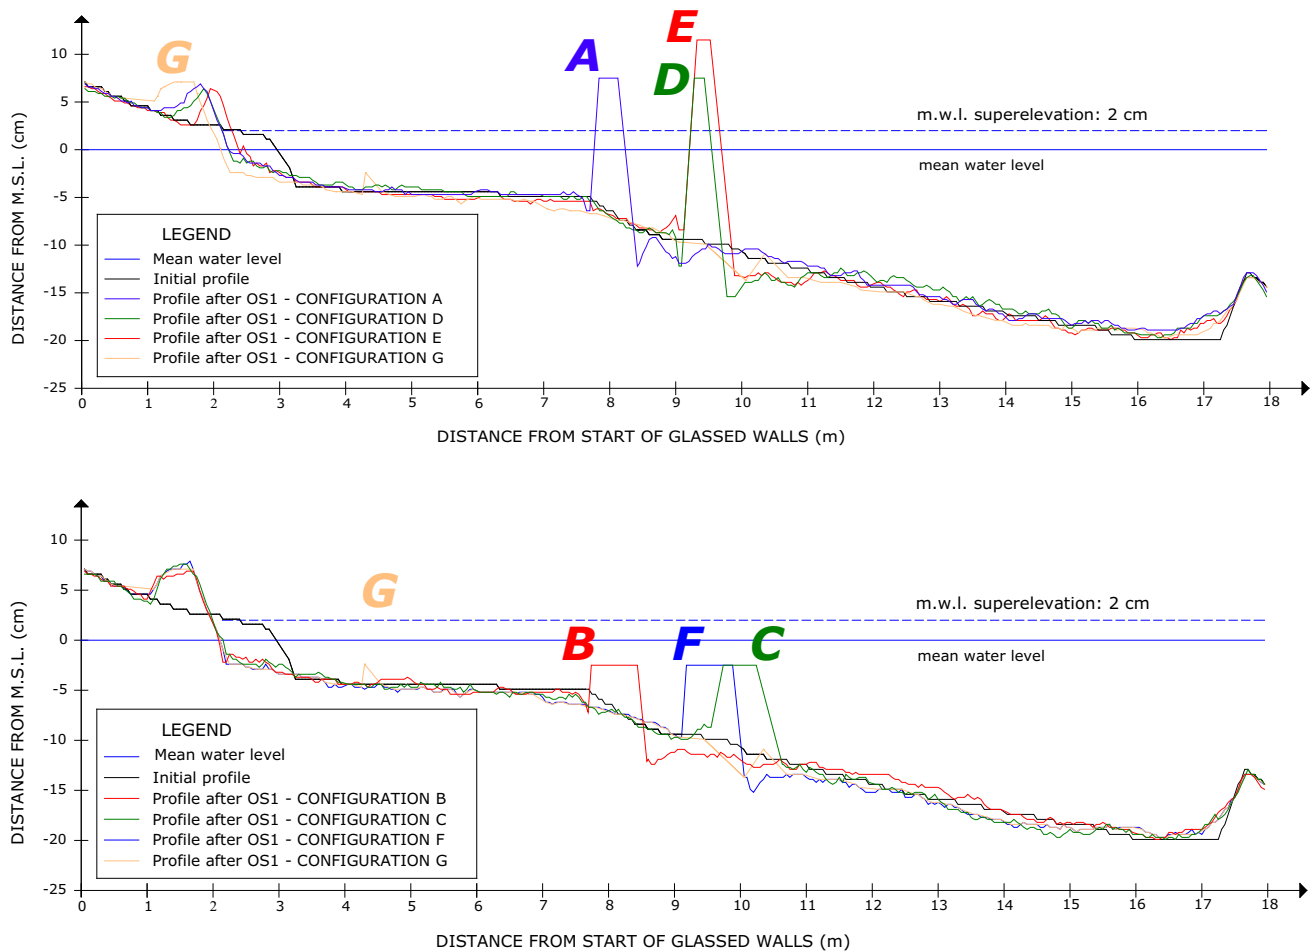 G
A
E
D
10
5
0
-5
-10
-15
-20
-25
DISTANCE FROM M.S.L. (cm)
m.w.l. superelevation: 2 cm
mean water level
LEGEND
Mean water level
Initial profile
Profile after OS1 - CONFIGURATION A
Profile after OS1 - CONFIGURATION D
Profile after OS1 - CONFIGURATION E
Profile after OS1 - CONFIGURATION G
0 1 2 3 4 5 6 7 8 9 10 11 12 13 14 15 16 17 18
DISTANCE FROM START OF GLASSED WALLS (m)
10
5
0
-5
-10
-15
-20
-25
DISTANCE FROM M.S.L. (cm)
G
B
F
C
m.w.l. superelevation: 2 cm
mean water level
LEGEND
Mean water level
Initial profile
Profile after OS1 - CONFIGURATION B
Profile after OS1 - CONFIGURATION C
Profile after OS1 - CONFIGURATION F
Profile after OS1 - CONFIGURATION G
0 1 2 3 4 5 6 7 8 9 10 11 12 13 14 15 16 17 18
DISTANCE FROM START OF GLASSED WALLS (m)